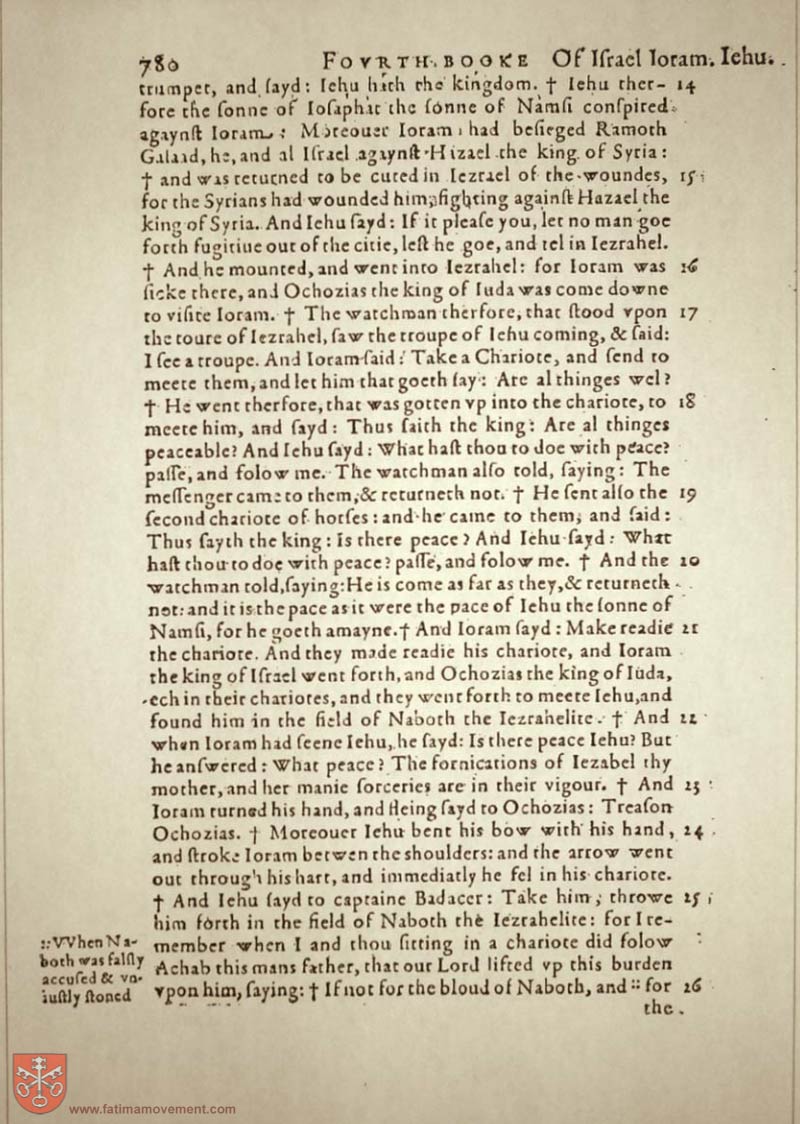 780 FOVRTH BOOKE Of Iſrael Ioram. Iehu.
trumpet, and ſayd: Iehu hath the kingdom. † Iehu ther- 14
fore the ſonne of Ioſaphat the ſonne of Namſi conſpired
agaynſt Ioram: Moreouer Ioram had beſieged Ramoth
Galaad, he, and al Iſrael agaynſt Hazael the king of Syria:
† and was returned to be cured in Iezrael of the woundes, 15
for the Syrians had wounded him, fighting againſt Hazael the
king of Syria. And Iehu ſayd: If it pleaſe you, let no man goe
forth fugitiue out of the citie, leſt he goe, and tel in Iezrahel.
† And he mounted, and went into Iezrahel: for Ioram was 16
ſicke there, and Ochozias the king of Iuda was come downe
to viſite Ioram. † The watchman therfore, that ſtood vpon 17
the toure of Iezrahel, ſaw the troupe of Iehu coming, & ſaid:
I ſee a troupe. And Ioram ſaid: Take a Chariote, and ſend to
meete them, and let him that goeth ſay: Are al thinges wel?
† He went therfore, that was gotten vp into the chariote, to 18
meete him, and ſayd: Thus ſaith the king: Are al thinges
peaceable? And Iehu ſayd: What haſt thou to doe with peace?
paſſe, and folow me. The watchman alſo told, ſaying: The
meſſenger came to them, & returneth not. † He ſent alſo the 19
ſecond chariote of horſes: and he came to them, and ſaid:
Thus ſayth the king: Is there peace? And Iehu ſayd: What
haſt thou to doe with peace? paſſe, and folow me. † And the 20
watchman told, ſaying: He is come as far as they, & returneth
not: and it is the pace as it were the pace of Iehu the ſonne of
Namſi, for he goeth amayne. † And Ioram ſayd: Make readie 21
the chariote. And they made readie his chariote, and Ioram
the king of Iſrael went forth, and Ochozias the king of Iuda,
ech in their chariotes, and they went forth to meete Iehu, and
found him in the field of Naboth the Iezrahelite. † And 22
when Ioram had ſeene Iehu, he ſayd: Is there peace Iehu? But
he anſwered: What peace? The fornications of Iezabel thy
mother, and her manie ſorceries are in their vigour. † And 23
Ioram turned his hand, and fleing ſayd to Ochozias: Treaſon
Ochozias. † Moreouer Iehu bent his bow with his hand, 24
and ſtroke Ioram betwen the shoulders: and the arrow went
out through his hart, and immediatly he fel in his chariote.
† And Iehu ſayd to captaine Badacer: Take him, throwe 25
him forth in the field of Naboth the Iezrahelite: for I re-
member when I and thou ſitting in a chariote did folow
Achab this mans father, that our Lord lifted vp this burden
vpon him, ſaying: † If not for the bloud of Naboth, and :: for 26
the
:: VVhen Na-
both was falſly
accuſed & vn-
iuſtly ſtoned
www.fatimamovement.com